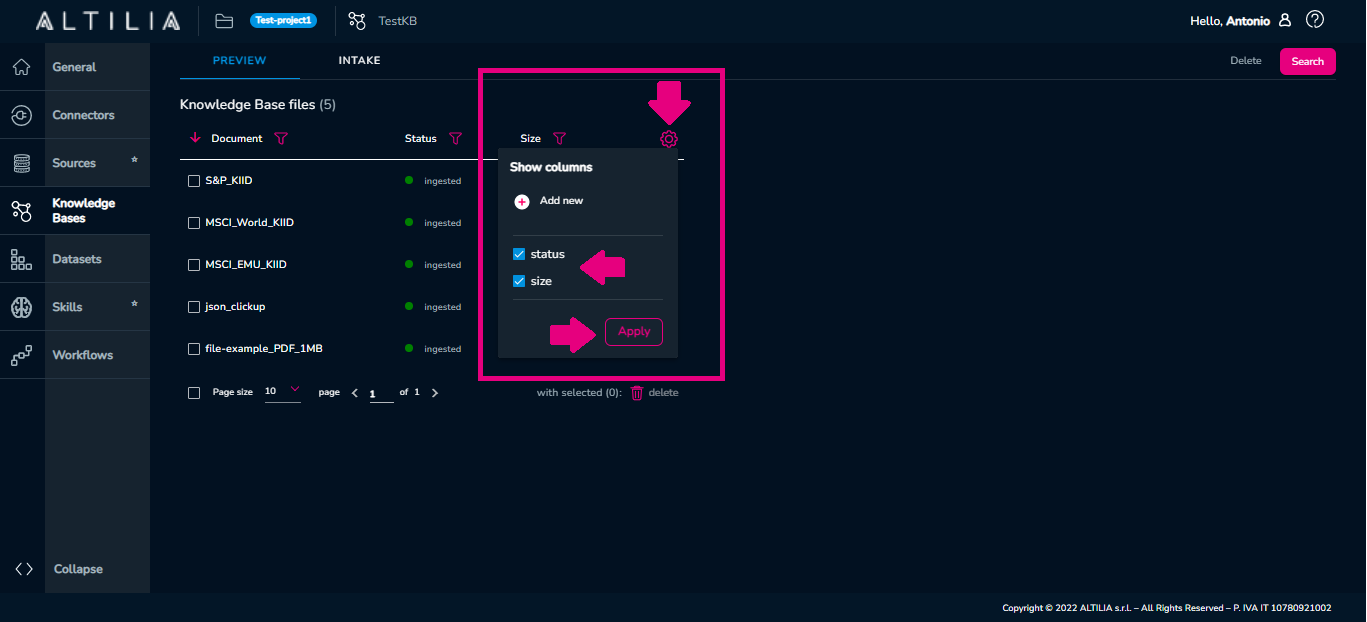 ALTILIA
Test-project1
TestKB
Hello, Antonio
General
Connectors
Sources
Knowledge
Bases
Datasets
Skills
Workflows
Collapse
PREVIEW
INTAKE
Delete
Search
Knowledge Base files (5)
Document
Status
Size
S&P_KIID
ingested
MSCI_World_KIID
ingested
MSCI_EMU_KIID
ingested
json_clickup
ingested
file-example_PDF_1MB
ingested
Show columns
Add new
status
size
Apply
Page size 10 page 1 of 1
with selected (0): delete
Copyright © 2022 ALTILIA s.r.l. – All Rights Reserved – P. IVA IT 10780921002